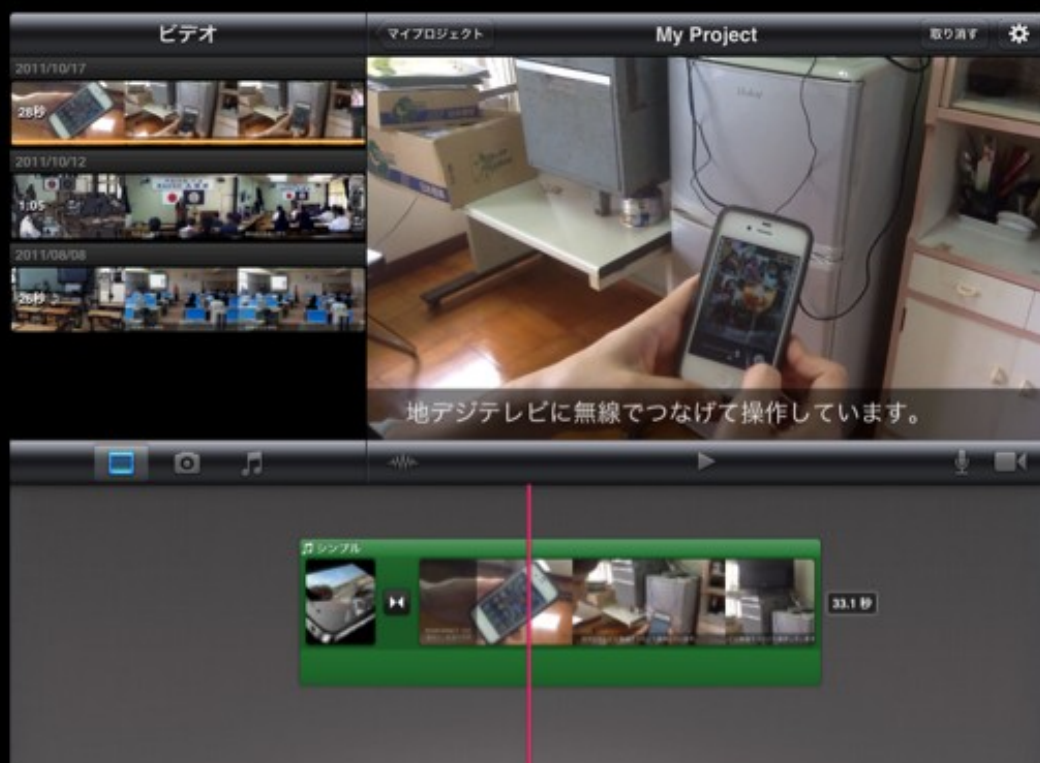 ビデオ
マイプロジェクト
My Project
取り消す
2011/10/17
28秒
2011/10/12
1:05
2011/08/08
26秒
地デジテレビに無線でつなげて操作しています。
シンプル
33.1 秒